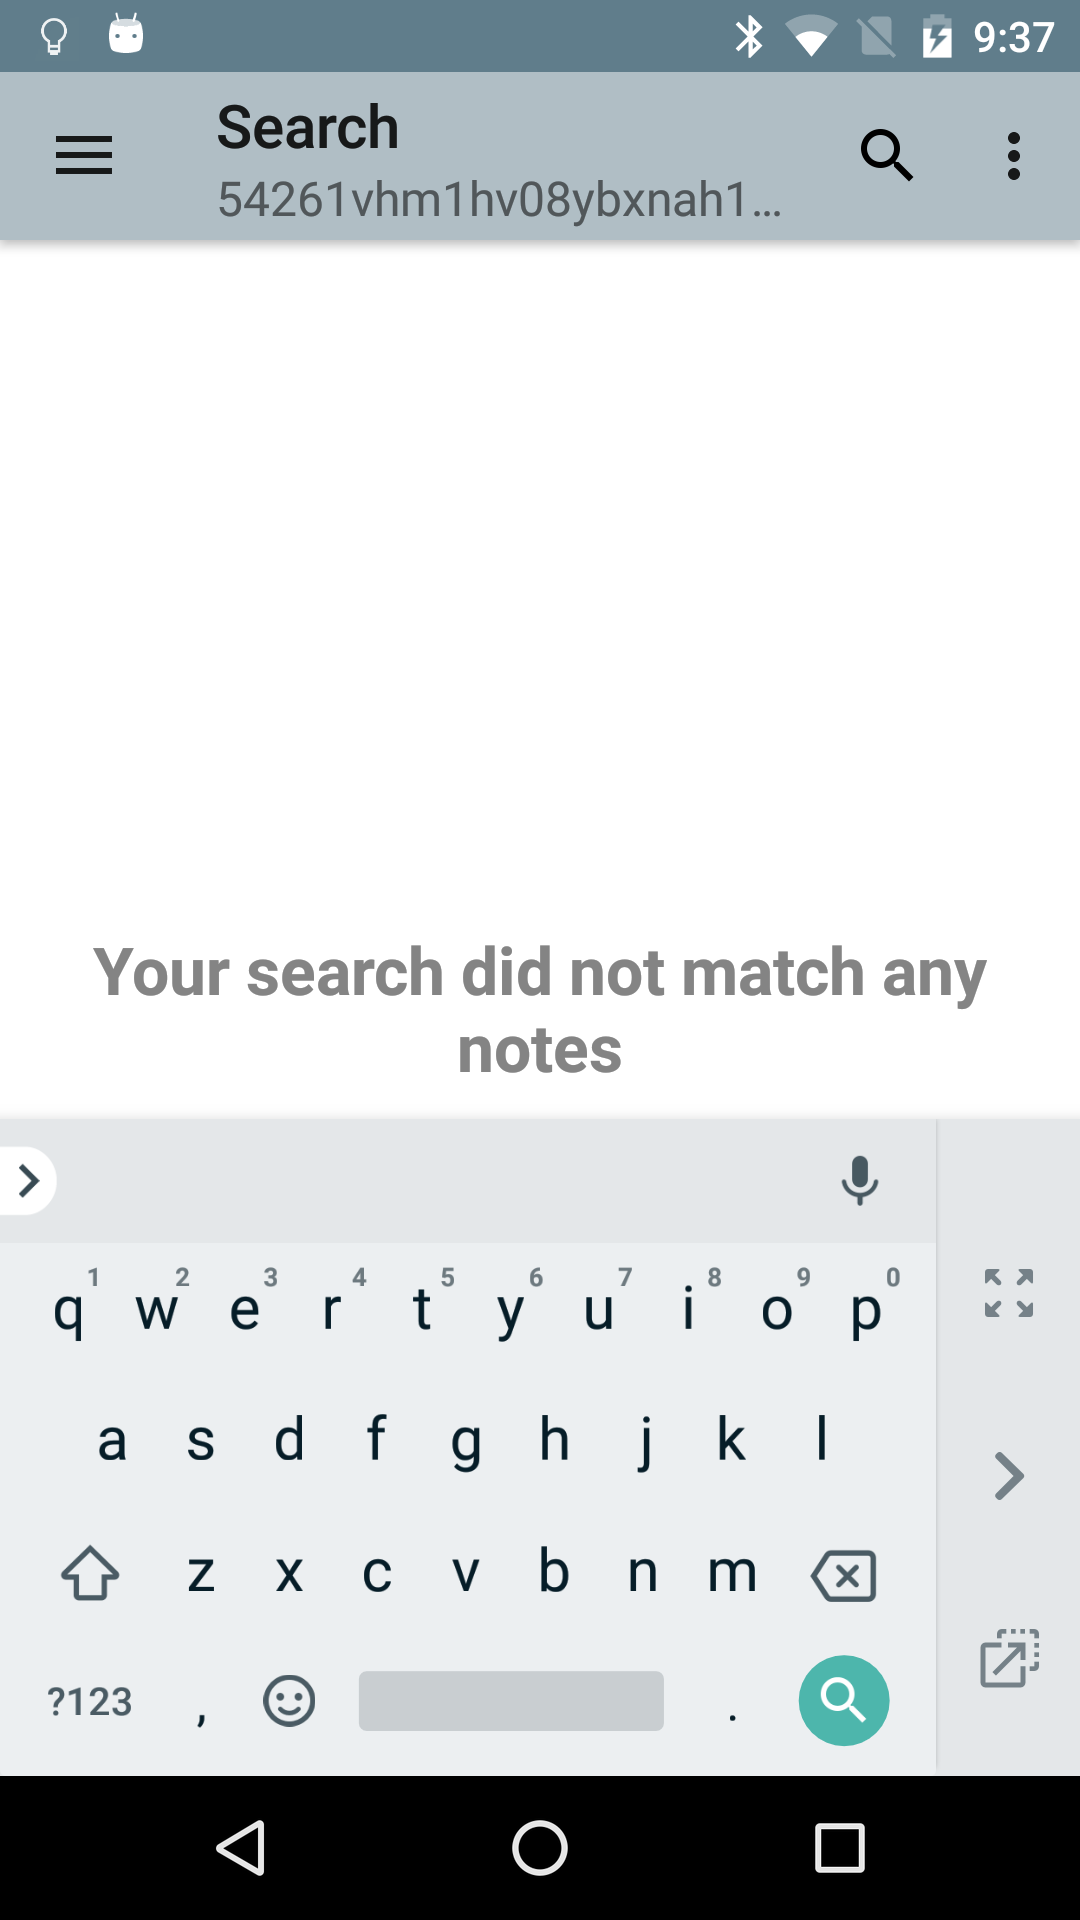 9:37
Search
54261vhm1hv08ybxnah1...
Your search did not match any
notes
1 2 3 4 5 6 7 8 9 0
q w e r t y u i o p
a s d f g h j k l
z x c v b n m
?123 , .